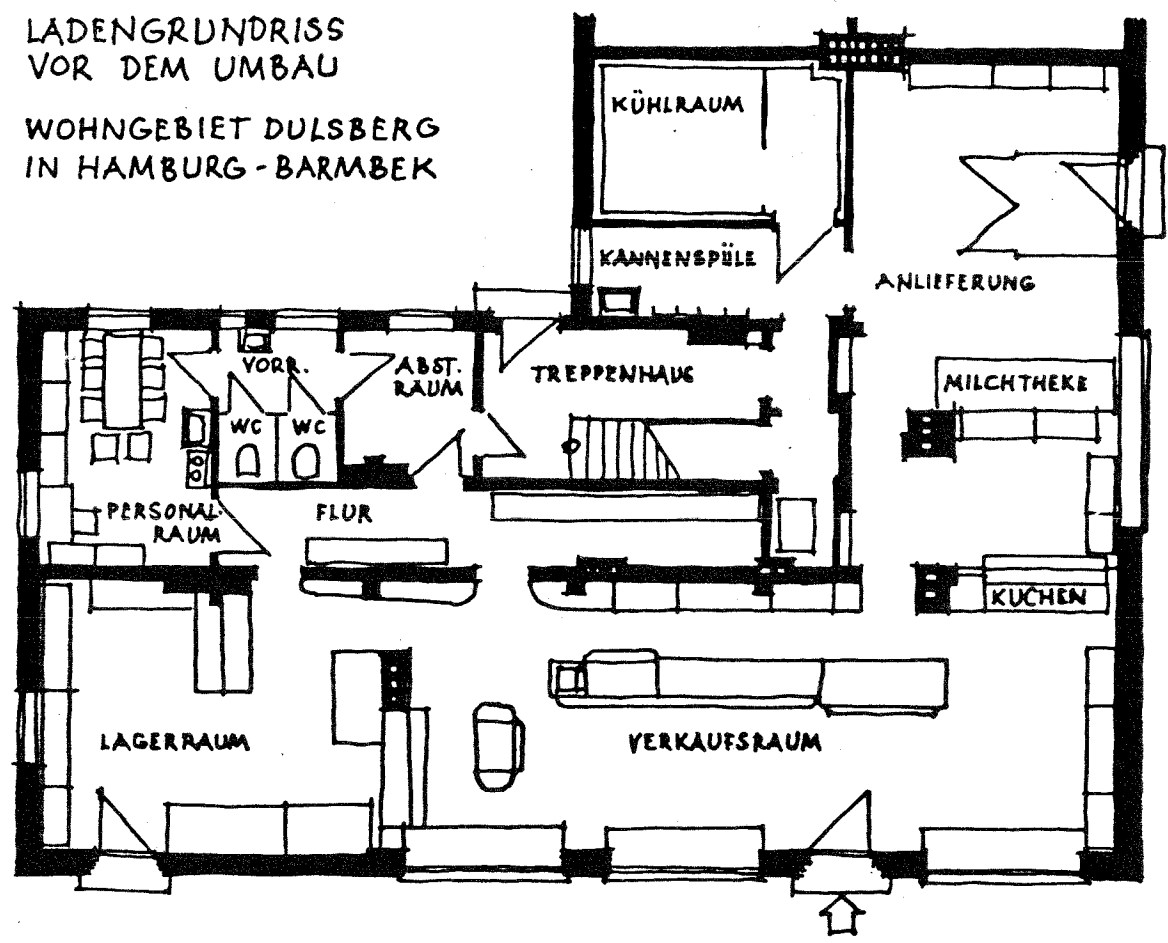 LADENGRUNDRISS
VOR DEM UMBAU
WOHNGEBIET DULSBERG
IN HAMBURG-BARMBEK
KÜHLRAUM
KANNENSPÜLE
ANLIEFERUNG
VORR.
ABST.
RAUM
TREPPENHAUS
MILCHTHEKE
WC
WC
PERSONAL-
RAUM
FLUR
KUCHEN
LAGERRAUM
VERKAUFSRAUM